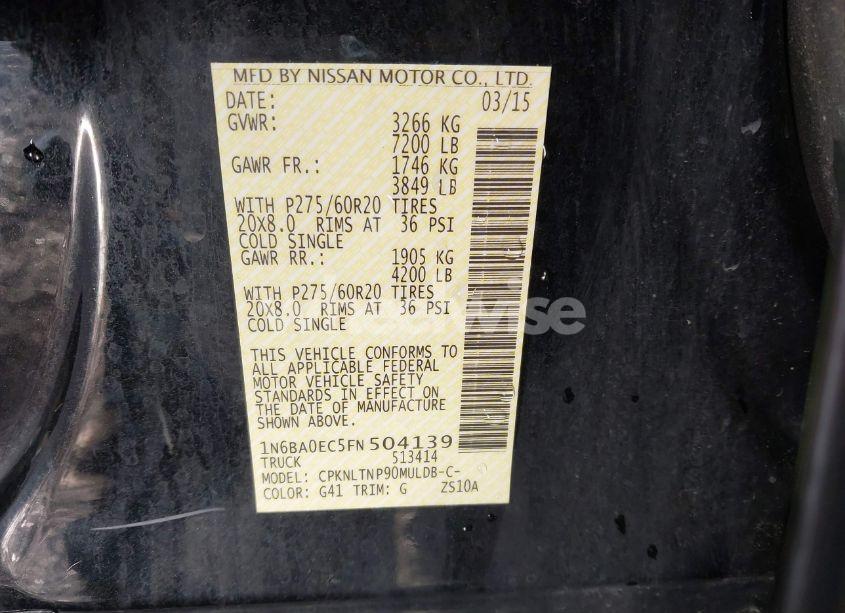 MFD BY NISSAN MOTOR CO., LTD.
DATE: 03/15
GVWR: 3266 KG
7200 LB
GAWR FR.: 1746 KG
3849 LB
WITH P275/60R20 TIRES
20X8.0 RIMS AT 36 PSI
COLD SINGLE
GAWR RR.: 1905 KG
4200 LB
WITH P275/60R20 TIRES
20X8.0 RIMS AT 36 PSI
COLD SINGLE
THIS VEHICLE CONFORMS TO
ALL APPLICABLE FEDERAL
MOTOR VEHICLE SAFETY
STANDARDS IN EFFECT ON
THE DATE OF MANUFACTURE
SHOWN ABOVE.
1N6BA0EC5FN504139
TRUCK 513414
MODEL: CPKNLTNP90MULDB-C-
COLOR: G41 TRIM: G ZS10A